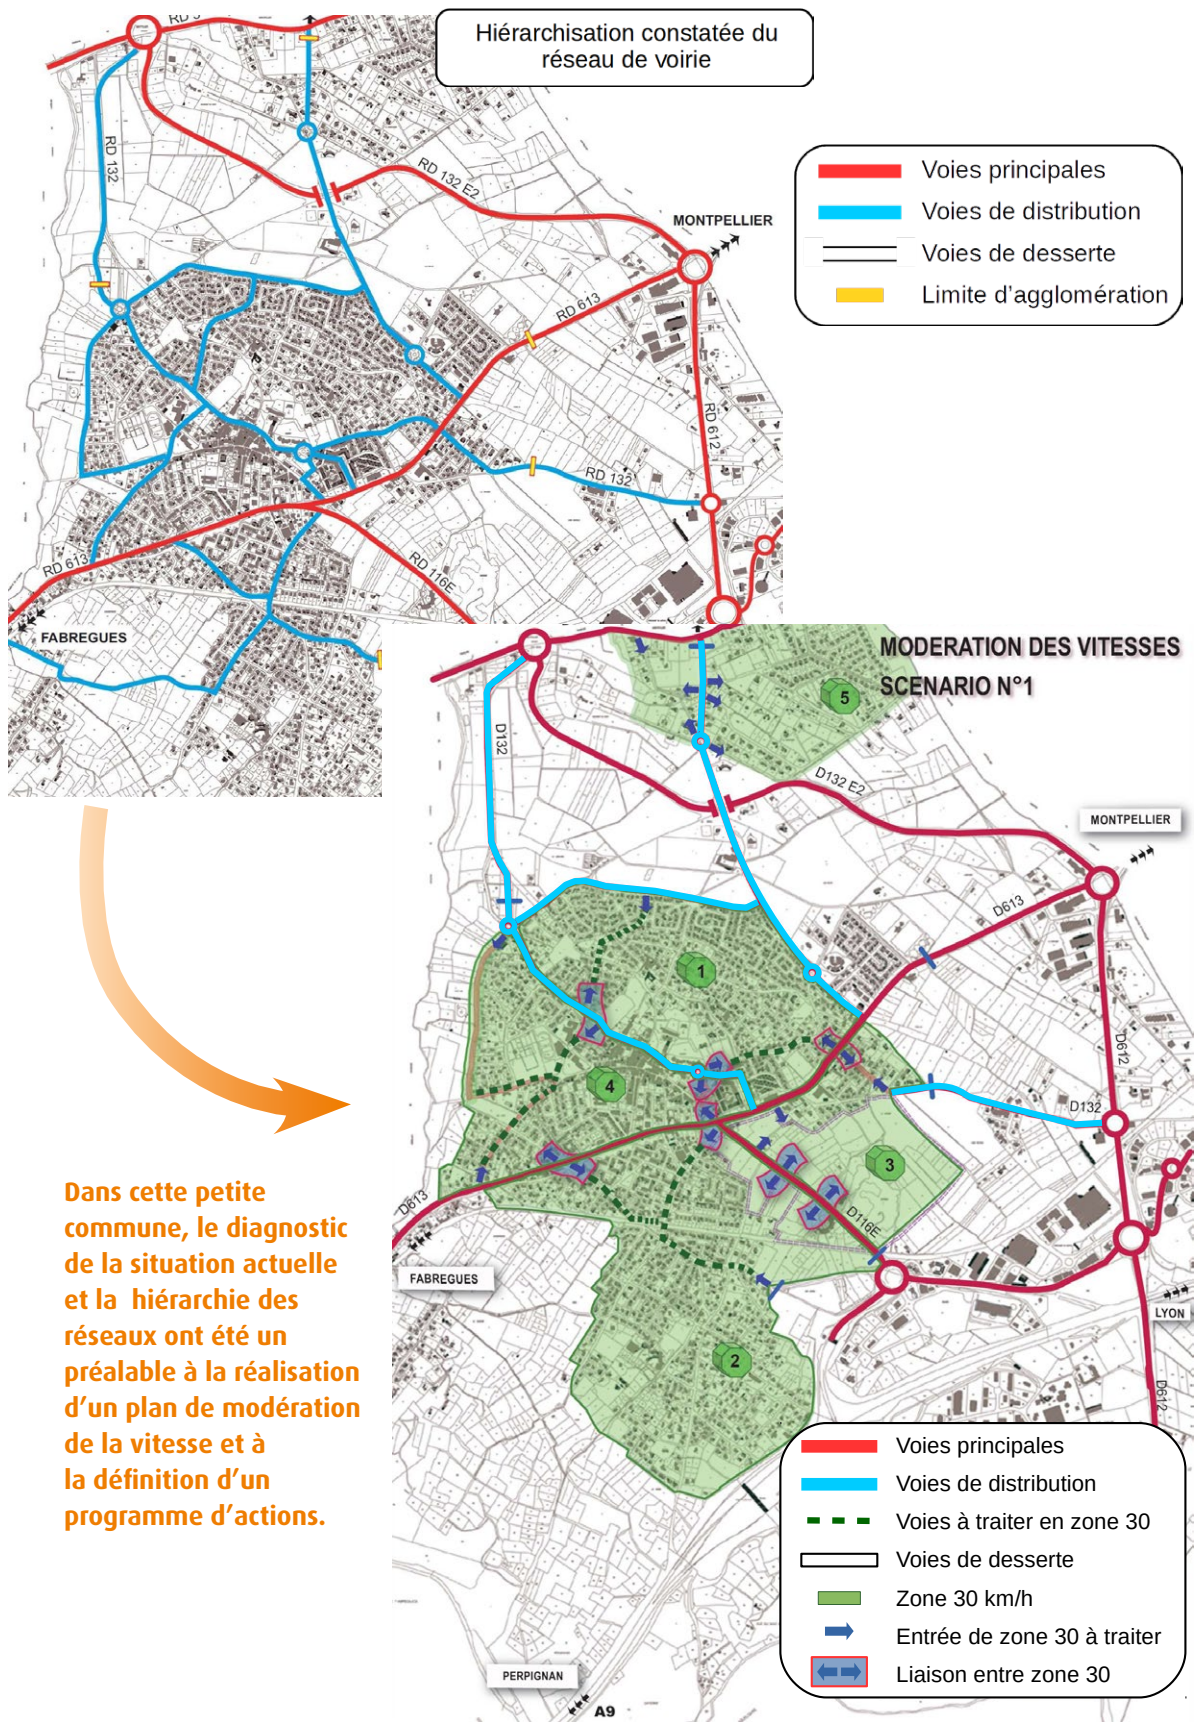 Hiérarchisation constatée du
réseau de voirie
Voies principales
Voies de distribution
Voies de desserte
Limite d'agglomération
RD 132
RD 132 E2
MONTPELLIER
RD 613
RD 612
RD 132
RD 613
RD 116E
FABREGUES
MODERATION DES VITESSES
SCENARIO N°1
5
D132
D132 E2
MONTPELLIER
D613
1
D612
4
D132
3
D613
D116E
FABREGUES
LYON
2
D612
Dans cette petite
commune, le diagnostic
de la situation actuelle
et la hiérarchie des
réseaux ont été un
préalable à la réalisation
d'un plan de modération
de la vitesse et à
la définition d'un
programme d'actions.
Voies principales
Voies de distribution
Voies à traiter en zone 30
Voies de desserte
Zone 30 km/h
Entrée de zone 30 à traiter
Liaison entre zone 30
PERPIGNAN
A9